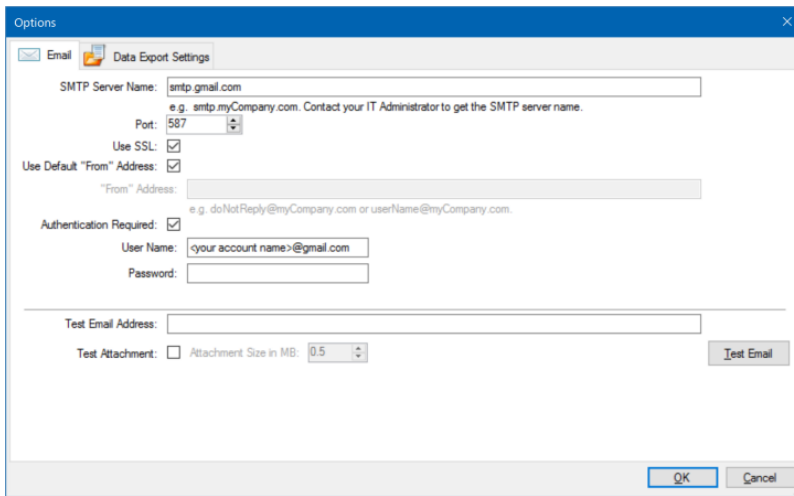 Options
Email Data Export Settings
SMTP Server Name: smtp.gmail.com
e.g. smtp.myCompany.com. Contact your IT Administrator to get the SMTP server name.
Port: 587
Use SSL:
Use Default "From" Address:
"From" Address:
e.g. doNotReply@myCompany.com or userName@myCompany.com.
Authentication Required:
User Name: <your account name>@gmail.com
Password:
Test Email Address:
Test Attachment: Attachment Size in MB: 0.5 Test Email
OK Cancel